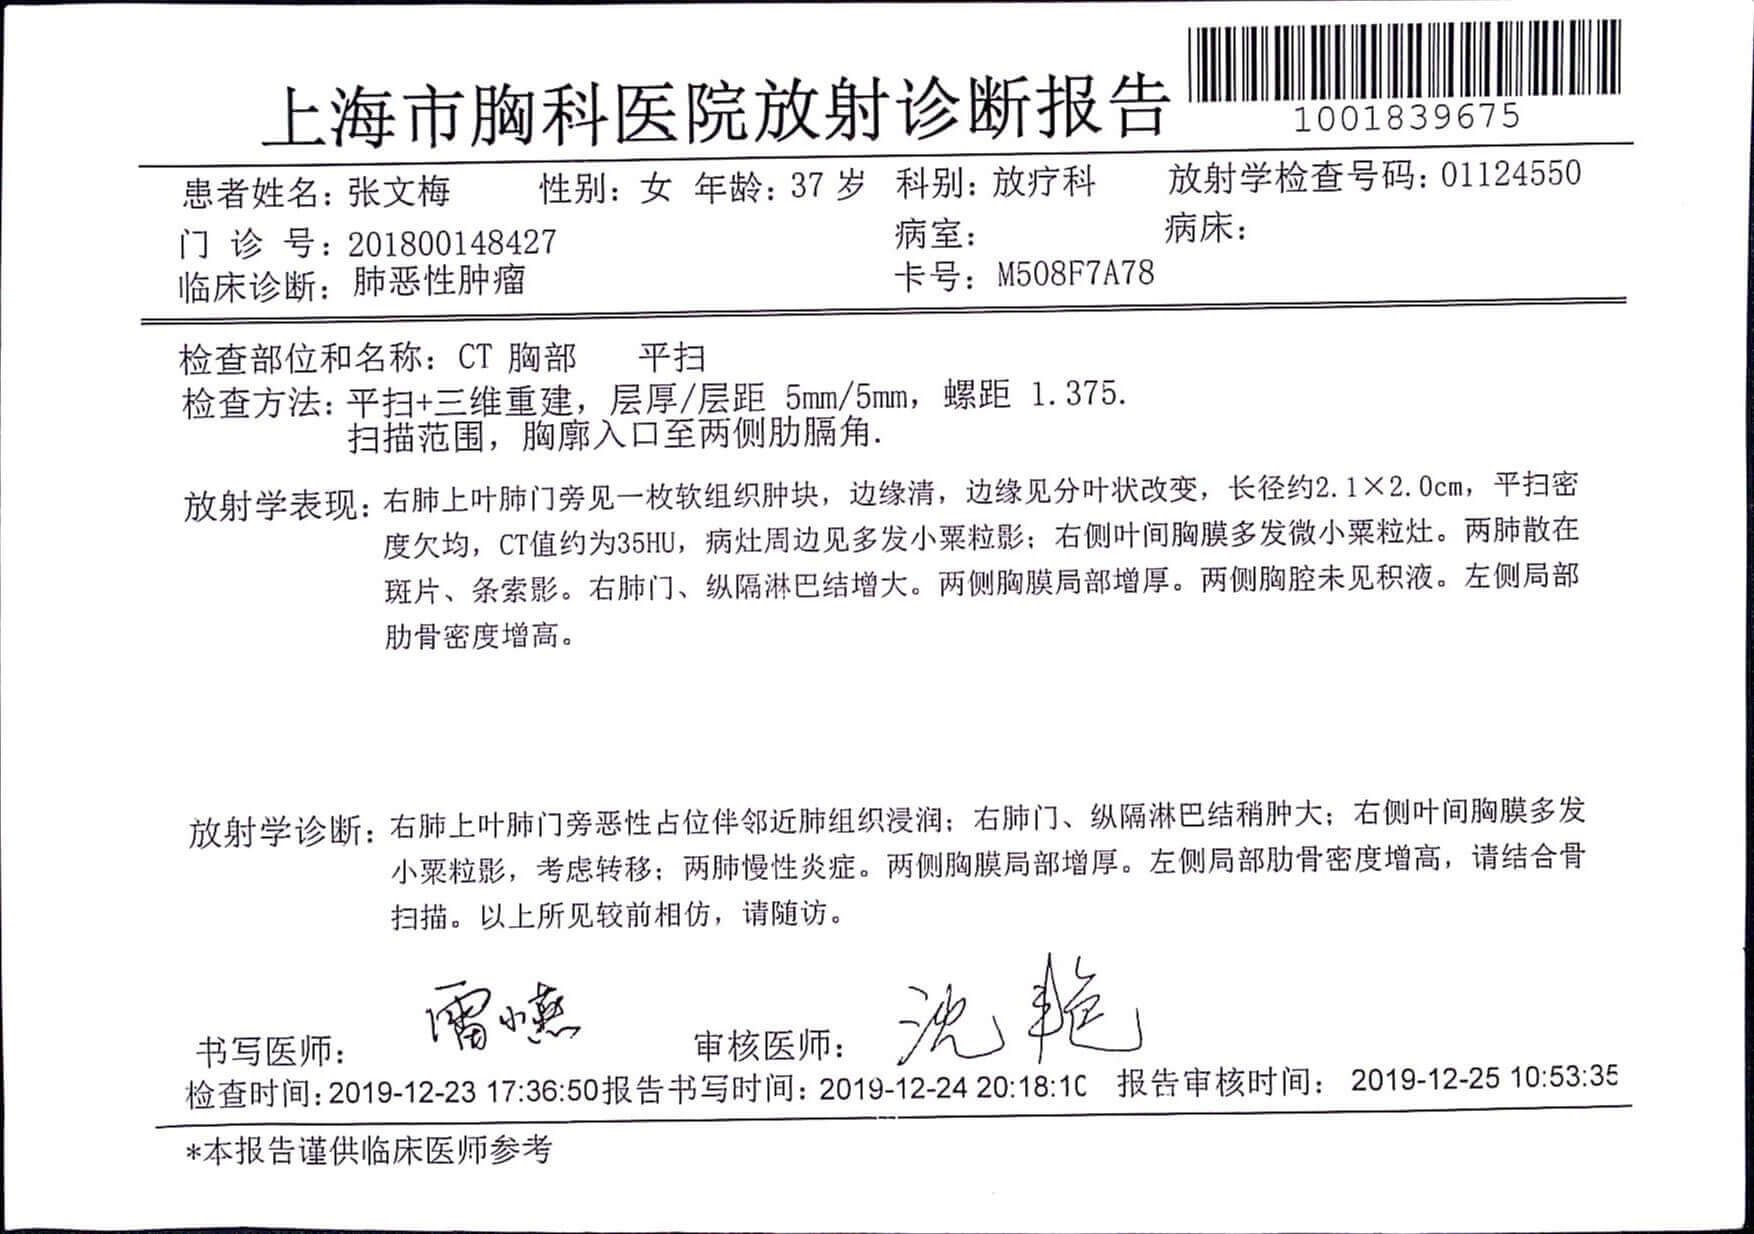 上海市胸科医院放射诊断报告
1001839675
患者姓名：张文梅 性别：女 年龄：37 岁 科别：放疗科 放射学检查号码：01124550
门 诊 号：201800148427 病室： 病床：
临床诊断：肺恶性肿瘤 卡号：M508F7A78
检查部位和名称：CT 胸部 平扫
检查方法：平扫+三维重建，层厚/层距 5mm/5mm，螺距 1.375.
扫描范围，胸廓入口至两侧肋膈角.
放射学表现：右肺上叶肺门旁见一枚软组织肿块，边缘清，边缘见分叶状改变，长径约2.1×2.0cm，平扫密
度欠均，CT值约为35HU，病灶周边见多发小粟粒影；右侧叶间胸膜多发微小粟粒灶。两肺散在
斑片、条索影。右肺门、纵隔淋巴结增大。两侧胸膜局部增厚。两侧胸腔未见积液。左侧局部
肋骨密度增高。
放射学诊断：右肺上叶肺门旁恶性占位伴邻近肺组织浸润；右肺门、纵隔淋巴结稍肿大；右侧叶间胸膜多发
小粟粒影，考虑转移；两肺慢性炎症。两侧胸膜局部增厚。左侧局部肋骨密度增高，请结合骨
扫描。以上所见较前相仿，请随访。
书写医师：雷小燕 审核医师：沈艳
检查时间：2019-12-23 17:36:50报告书写时间：2019-12-24 20:18:10 报告审核时间： 2019-12-25 10:53:35
*本报告谨供临床医师参考